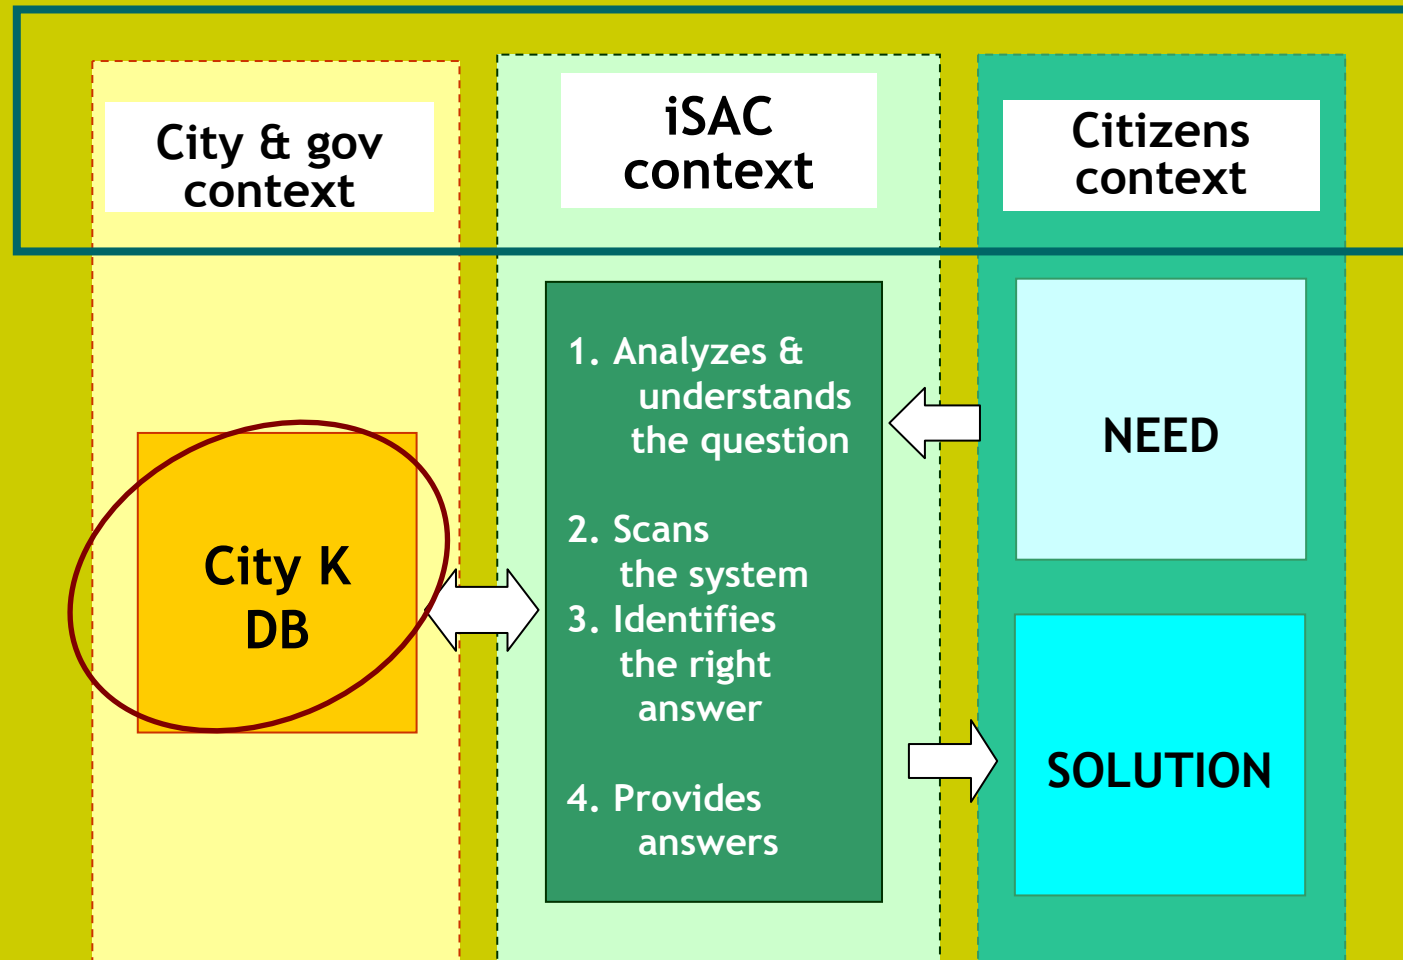 City & gov
context
iSAC
context
Citizens
context
City K
DB
1. Analyzes &
understands
the question
2. Scans
the system
3. Identifies
the right
answer
4. Provides
answers
NEED
SOLUTION